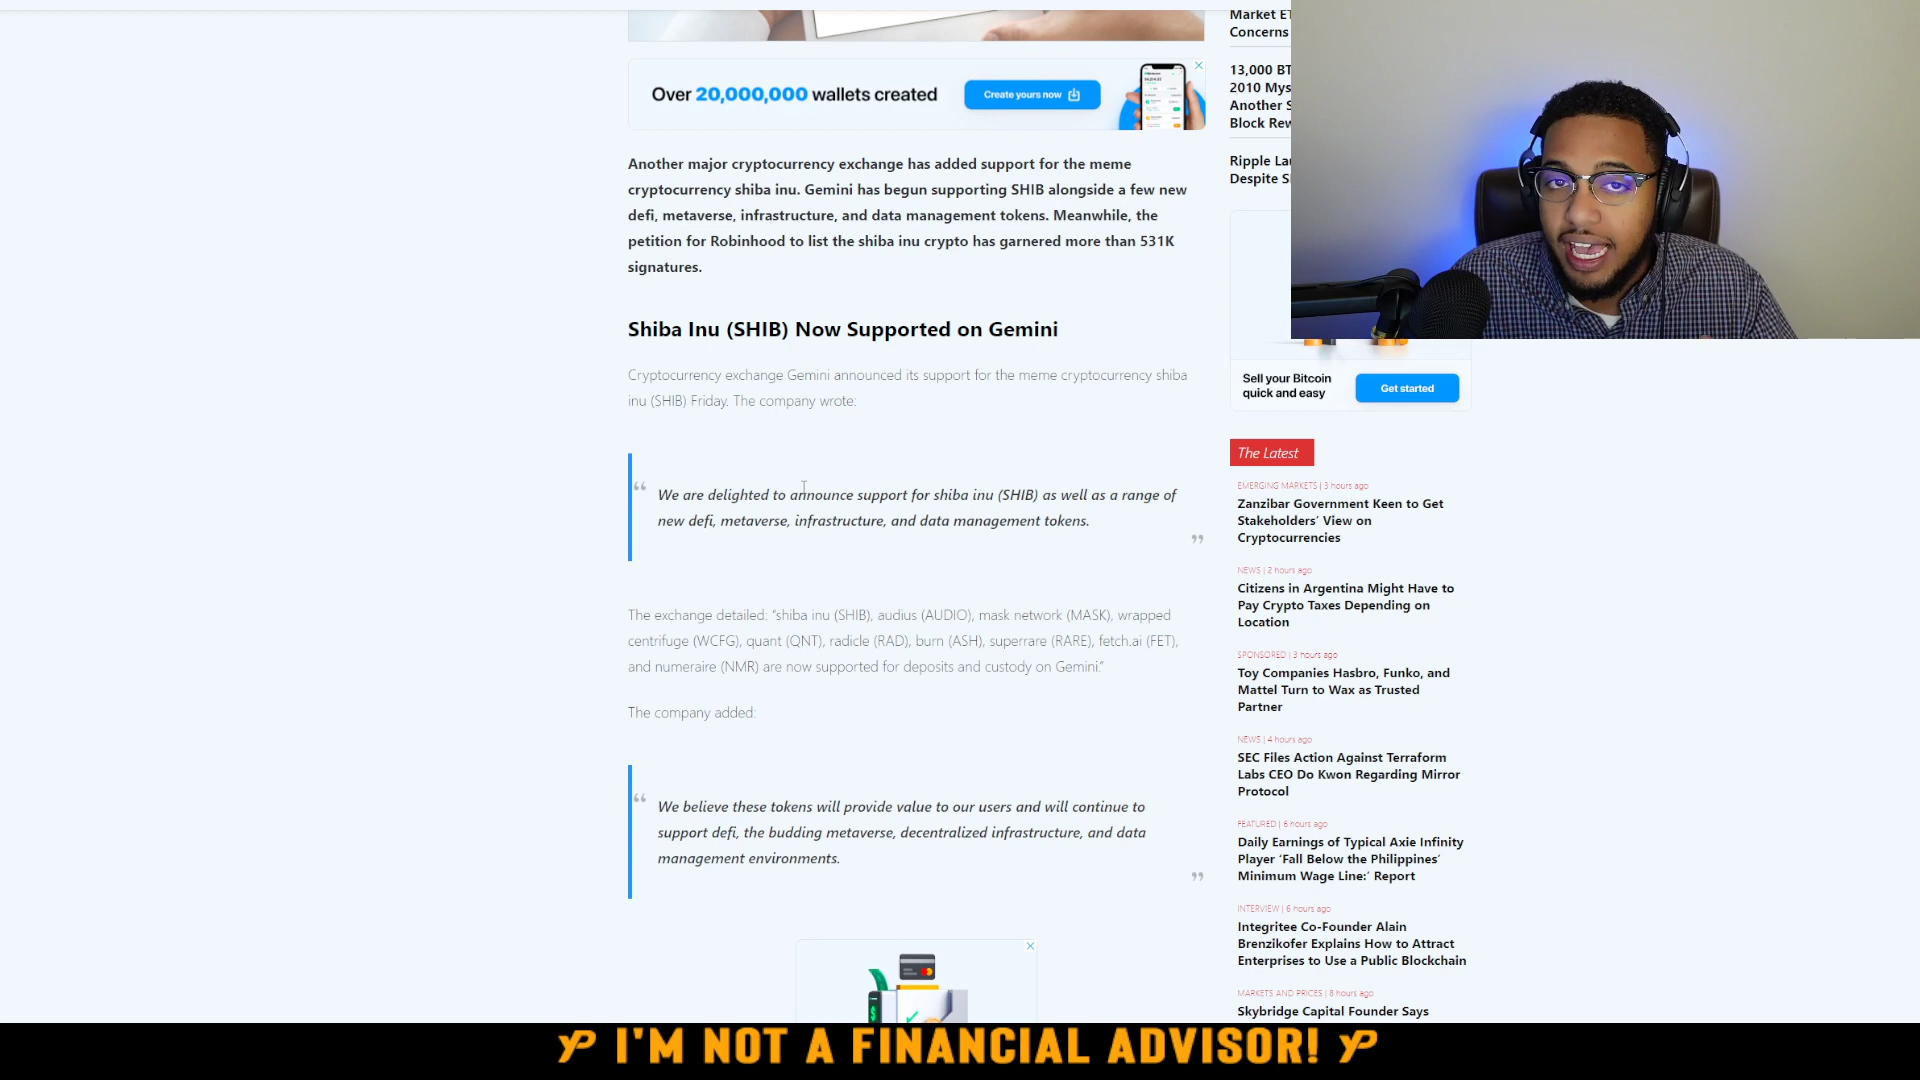 Over 20,000,000 wallets created
Create yours now
Another major cryptocurrency exchange has added support for the meme
cryptocurrency shiba inu. Gemini has begun supporting SHIB alongside a few new
defi, metaverse, infrastructure, and data management tokens. Meanwhile, the
petition for Robinhood to list the shiba inu crypto has garnered more than 531K
signatures.
Shiba Inu (SHIB) Now Supported on Gemini
Cryptocurrency exchange Gemini announced its support for the meme cryptocurrency shiba
inu (SHIB) Friday. The company wrote:
“ We are delighted to announce support for shiba inu (SHIB) as well as a range of
new defi, metaverse, infrastructure, and data management tokens. ”
The exchange detailed: “shiba inu (SHIB), audius (AUDIO), mask network (MASK), wrapped
centrifuge (WCFG), quant (QNT), radicle (RAD), burn (ASH), superrare (RARE), fetch.ai (FET),
and numeraire (NMR) are now supported for deposits and custody on Gemini.”
The company added:
“ We believe these tokens will provide value to our users and will continue to
support defi, the budding metaverse, decentralized infrastructure, and data
management environments. ”
Market E
Concerns
13,000 BT
2010 Mys
Another S
Block Rew
Ripple La
Despite S
Sell your Bitcoin
quick and easy
Get started
The Latest
EMERGING MARKETS | 3 hours ago
Zanzibar Government Keen to Get
Stakeholders’ View on
Cryptocurrencies
NEWS | 2 hours ago
Citizens in Argentina Might Have to
Pay Crypto Taxes Depending on
Location
SPONSORED | 3 hours ago
Toy Companies Hasbro, Funko, and
Mattel Turn to Wax as Trusted
Partner
NEWS | 4 hours ago
SEC Files Action Against Terraform
Labs CEO Do Kwon Regarding Mirror
Protocol
FEATURED | 6 hours ago
Daily Earnings of Typical Axie Infinity
Player ‘Fall Below the Philippines’
Minimum Wage Line:’ Report
INTERVIEW | 6 hours ago
Integritee Co-Founder Alain
Brenzikofer Explains How to Attract
Enterprises to Use a Public Blockchain
MARKETS AND PRICES | 8 hours ago
Skybridge Capital Founder Says
YP I'M NOT A FINANCIAL ADVISOR! YP